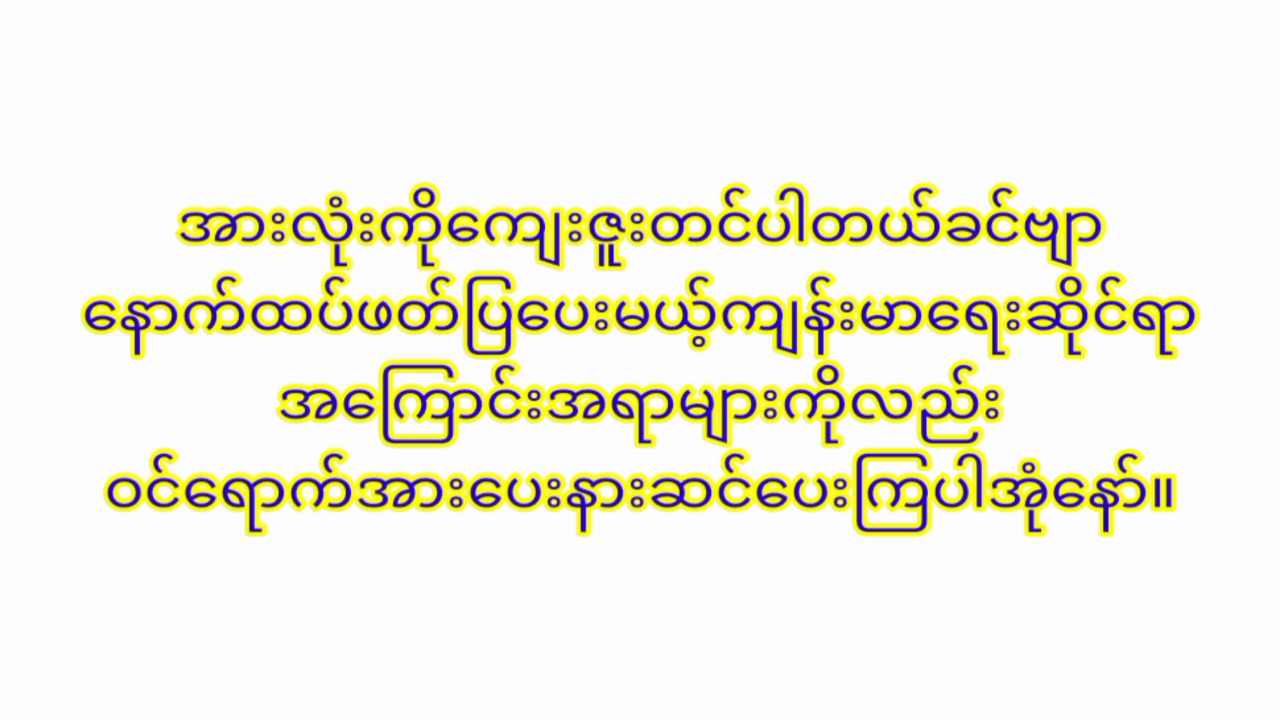 အားလုံးကိုကျေးဇူးတင်ပါတယ်ခင်ဗျာ
နောက်ထပ်ဖတ်ပြပေးမယ့်ကျန်းမာရေးဆိုင်ရာ
အကြောင်းအရာများကိုလည်း
ဝင်ရောက်အားပေးနားဆင်ပေးကြပါအုံနော်။